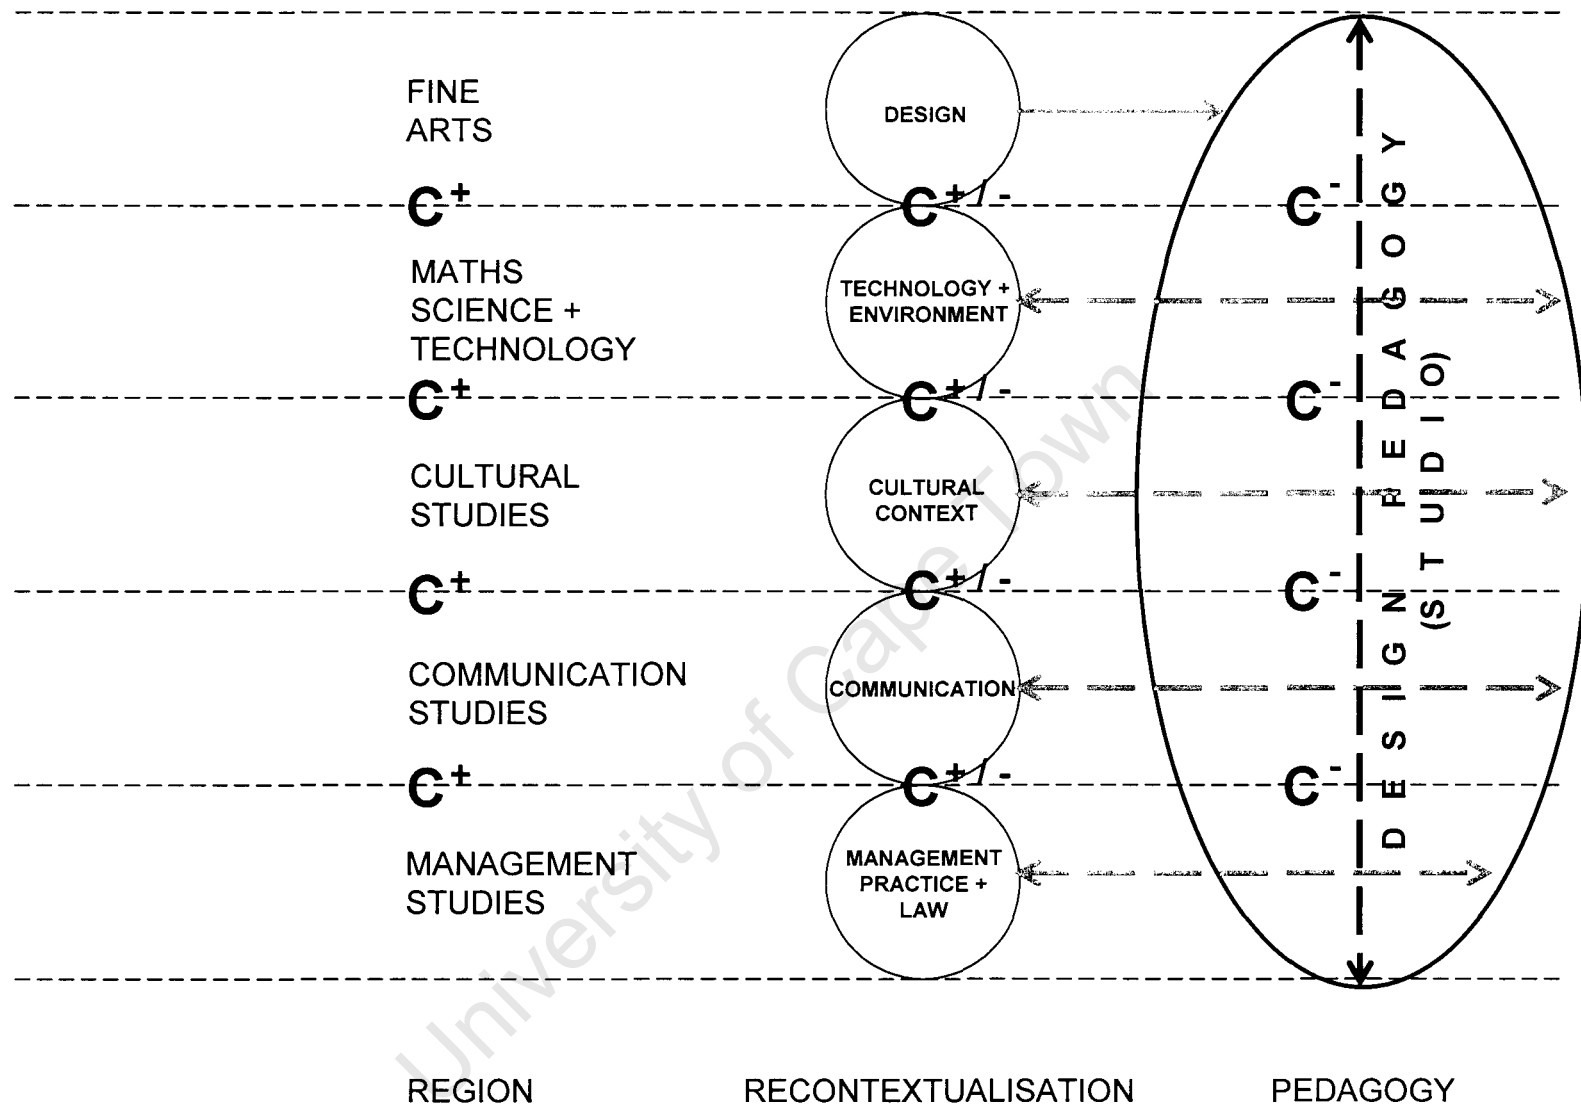 FINE
ARTS
DESIGN
C+
C+/-
C-
MATHS
SCIENCE +
TECHNOLOGY
TECHNOLOGY +
ENVIRONMENT
C+
C+/-
C-
CULTURAL
STUDIES
CULTURAL
CONTEXT
C+
C+/-
C-
COMMUNICATION
STUDIES
COMMUNICATION
C+
C+/-
C-
MANAGEMENT
STUDIES
MANAGEMENT
PRACTICE +
LAW
DESIGN PEDAGOGY
(STUDIO)
University of Cape Town
REGION
RECONTEXTUALISATION
PEDAGOGY